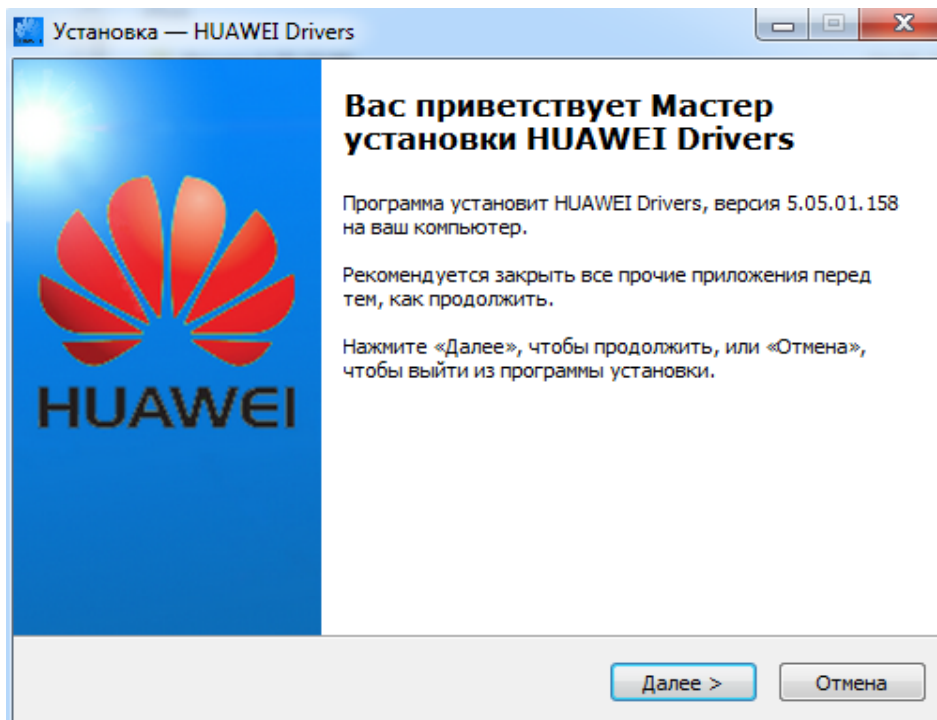 Установка — HUAWEI Drivers
Вас приветствует Мастер
установки HUAWEI Drivers
Программа установит HUAWEI Drivers, версия 5.05.01.158
на ваш компьютер.
Рекомендуется закрыть все прочие приложения перед
тем, как продолжить.
Нажмите «Далее», чтобы продолжить, или «Отмена»,
чтобы выйти из программы установки.
HUAWEI
Далее >
Отмена